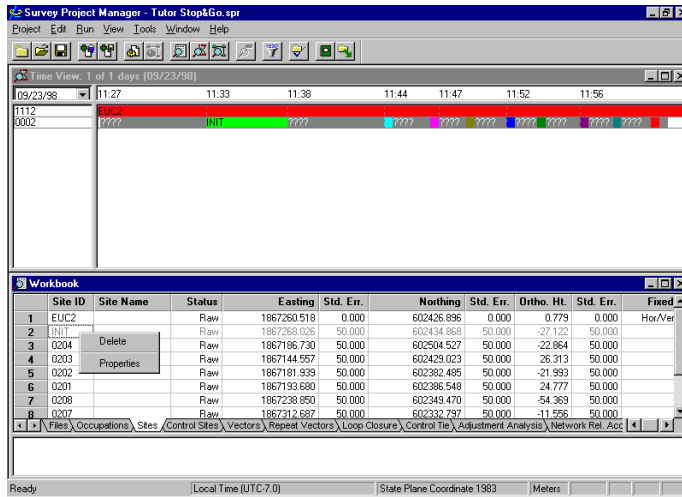 Survey Project Manager - Tutor Stop&Go.spr
Project Edit Run View Tools Window Help
Time View: 1 of 1 days (09/23/98)
09/23/98 11:27 11:33 11:38 11:44 11:47 11:52 11:56
1112 EUC2
0002 ???? INIT ???? ???? ???? ???? ???? ???? ???? ????
Workbook
Site ID Site Name Status Easting Std. Err. Northing Std. Err. Ortho. Ht. Std. Err. Fixed
1 EUC2 Raw 1867260.518 0.000 602426.896 0.000 0.779 0.000 Hor/Ver
2 INIT Raw 1867268.026 50.000 602434.868 50.000 -27.122 50.000
3 0204 Raw 1867186.730 50.000 602504.527 50.000 -22.864 50.000
Delete
4 0203 Raw 1867144.557 50.000 602429.023 50.000 26.313 50.000
Properties
5 0202 Raw 1867181.939 50.000 602382.485 50.000 -21.993 50.000
6 0201 Raw 1867193.680 50.000 602386.548 50.000 24.777 50.000
7 0208 Raw 1867238.850 50.000 602349.470 50.000 -54.369 50.000
8 0207 Raw 1867312.687 50.000 602332.797 50.000 -11.556 50.000
Files Occupations Sites Control Sites Vectors Repeat Vectors Loop Closure Control Tie Adjustment Analysis Network Rel. Acc
Ready Local Time (UTC-7.0) State Plane Coordinate 1983 Meters